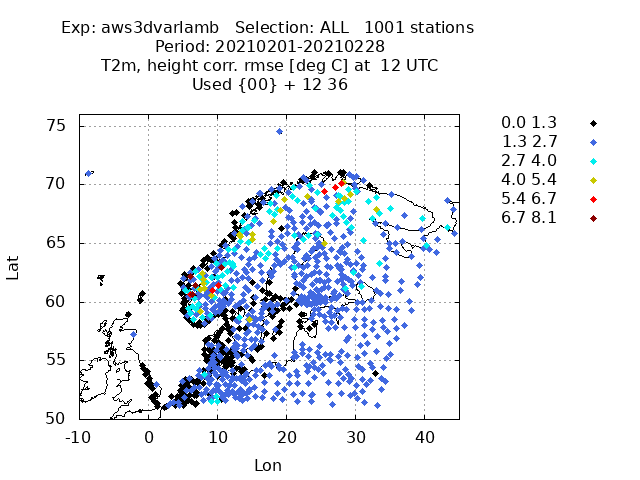 Exp: aws3dvarlamb   Selection: ALL   1001 stations
Period: 20210201-20210228
T2m, height corr. rmse [deg C] at  12 UTC
Used {00} + 12 36
0.0 1.3
1.3 2.7
2.7 4.0
4.0 5.4
5.4 6.7
6.7 8.1
75
70
65
60
55
50
Lat
-10 0 10 20 30 40
Lon